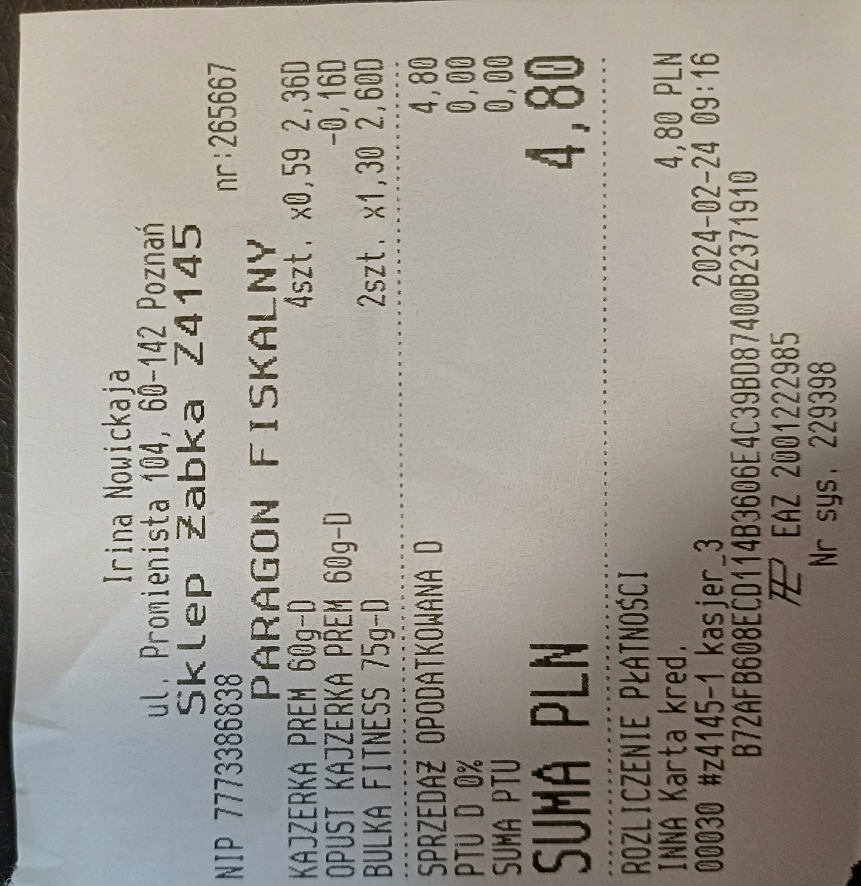 Irina Nowickaja
ul. Promienista 104, 60-142 Poznań
Sklep Żabka Z4145
NIP 7773386838 nr:265667
PARAGON FISKALNY
KAJZERKA PREM 60g-D 4szt. x0,59 2,36D
OPUST KAJZERKA PREM 60g-D -0,16D
BULKA FITNESS 75g-D 2szt. x1,30 2,60D
SPRZEDAŻ OPODATKOWANA D 4,80
PTU D 0% 0,00
SUMA PTU 0,00
SUMA PLN 4,80
ROZLICZENIE PŁATNOŚCI
INNA Karta kred. 4,80 PLN
00030 #z4145-1 kasjer_3 2024-02-24 09:16
B72AFB608ECD114B3606E4C39BD87400B2371910
EAZ 2001222985
Nr sys. 229398